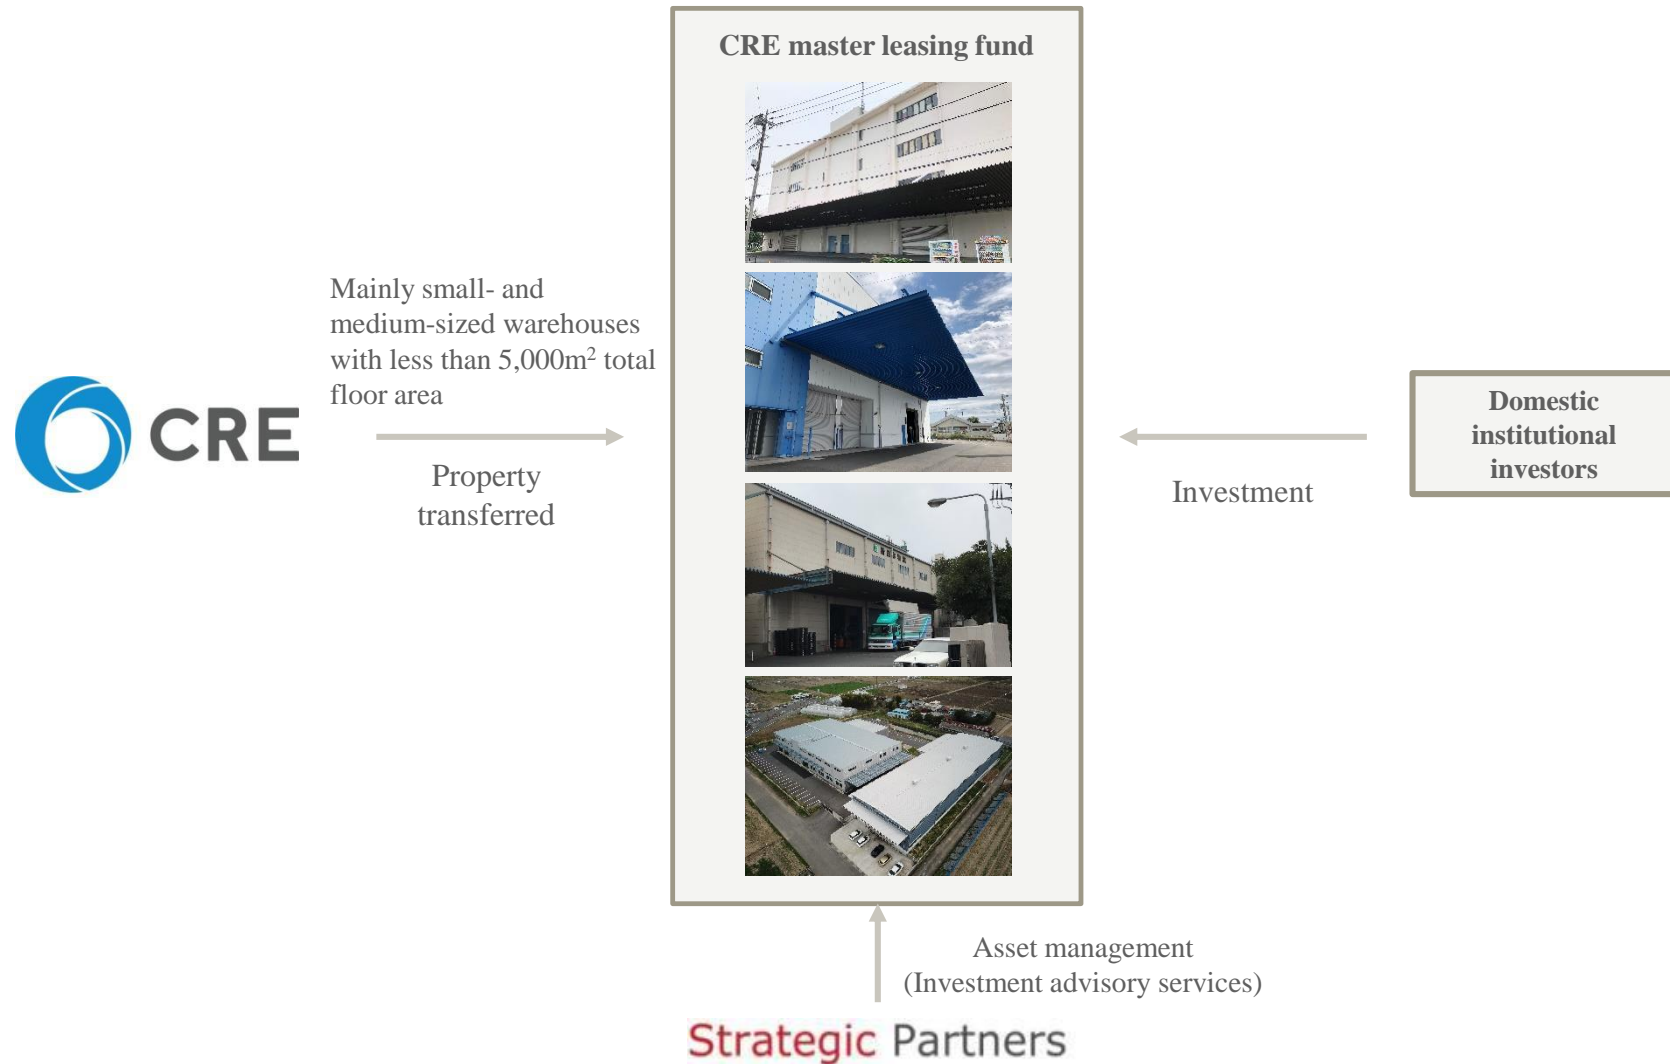 CRE master leasing fund
Mainly small- and
medium-sized warehouses
with less than 5,000m² total
floor area
CRE
Property
transferred
Investment
Domestic
institutional
investors
Asset management
(Investment advisory services)
Strategic Partners